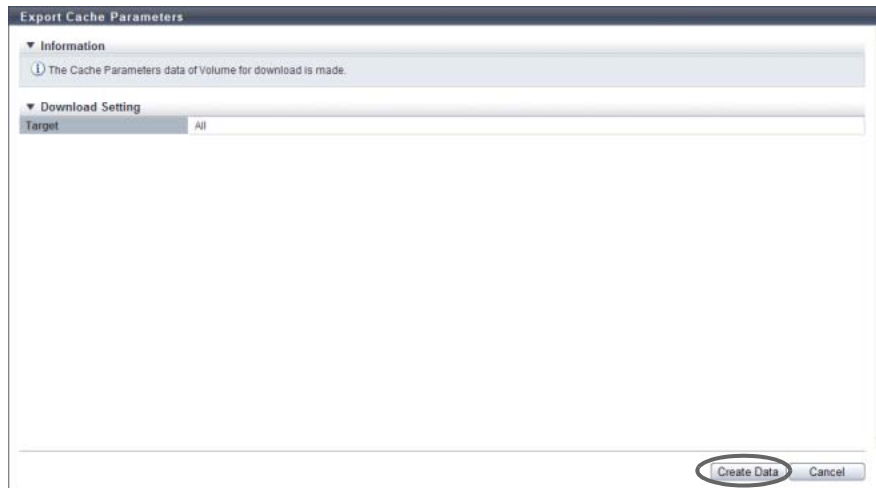 Export Cache Parameters
Information
The Cache Parameters data of Volume for download is made.
Download Setting
Target All
Create Data Cancel